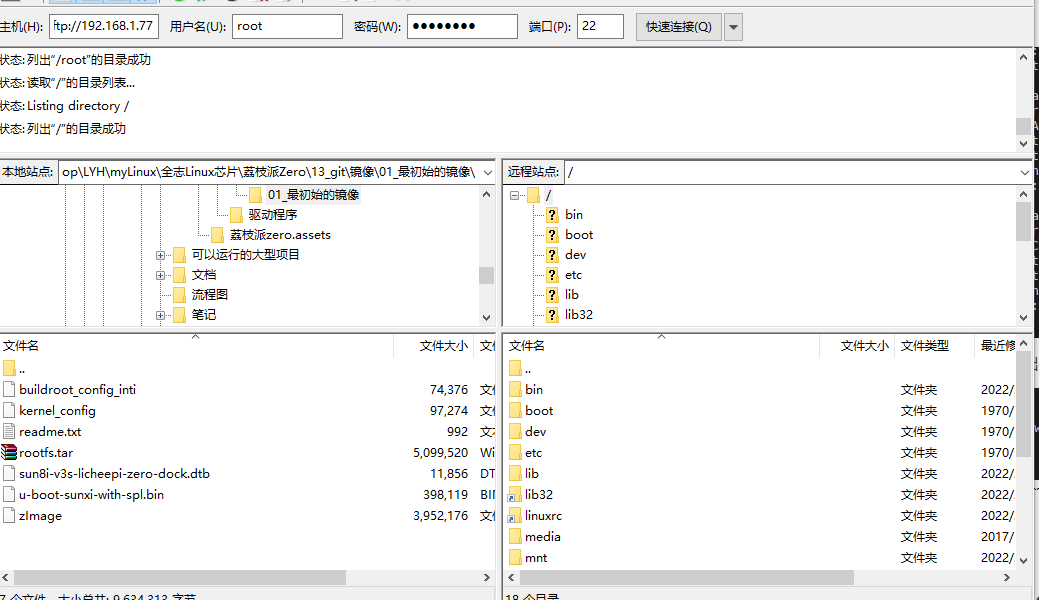 主机(H): ftp://192.168.1.77 用户名(U): root 密码(W): ●●●●●●●● 端口(P): 22 快速连接(Q)
状态: 列出“/root”的目录成功
状态: 读取“/”的目录列表...
状态: Listing directory /
状态: 列出“/”的目录成功
本地站点: op\LYH\myLinux\全志Linux芯片\荔枝派Zero\13_git\镜像\01_最初始的镜像\
01_最初始的镜像
驱动程序
荔枝派zero.assets
可以运行的大型项目
文档
流程图
笔记
远程站点: /
/
bin
boot
dev
etc
lib
lib32
文件名 文件大小 文
..
buildroot_config_inti 74,376 文件
kernel_config 97,274 文件
readme.txt 992 文本
rootfs.tar 5,099,520 Wi
sun8i-v3s-licheepi-zero-dock.dtb 11,856 DT
u-boot-sunxi-with-spl.bin 398,119 BIN
zImage 3,952,176 文件
7 个文件。大小总共: 9,634,313 字节
文件名 文件大小 文件类型 最近修
..
bin 文件夹 2022/
boot 文件夹 1970/
dev 文件夹 1970/
etc 文件夹 1970/
lib 文件夹 2022/
lib32 文件夹 2022/
linuxrc 文件夹 2022/
media 文件夹 2017/
mnt 文件夹 2022/
18 个目录